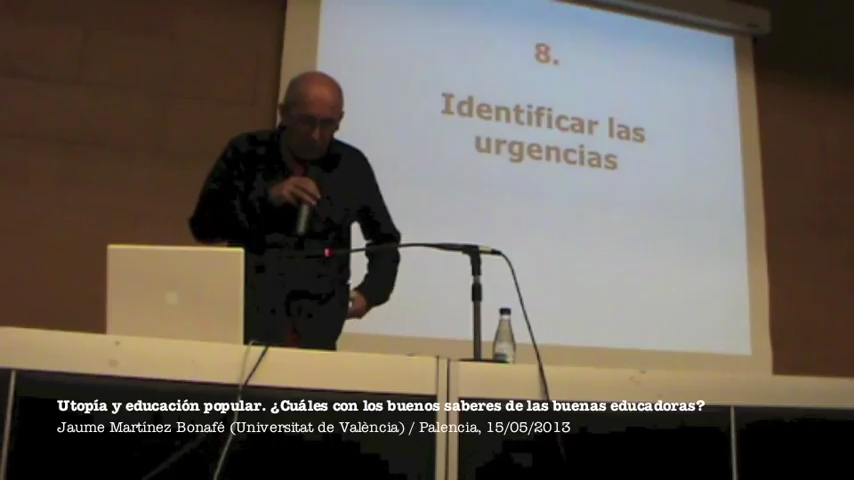 8.
Identificar las
urgencias
Utopía y educación popular. ¿Cuáles con los buenos saberes de las buenas educadoras?
Jaume Martínez Bonafé (Universitat de València) / Palencia, 15/05/2013